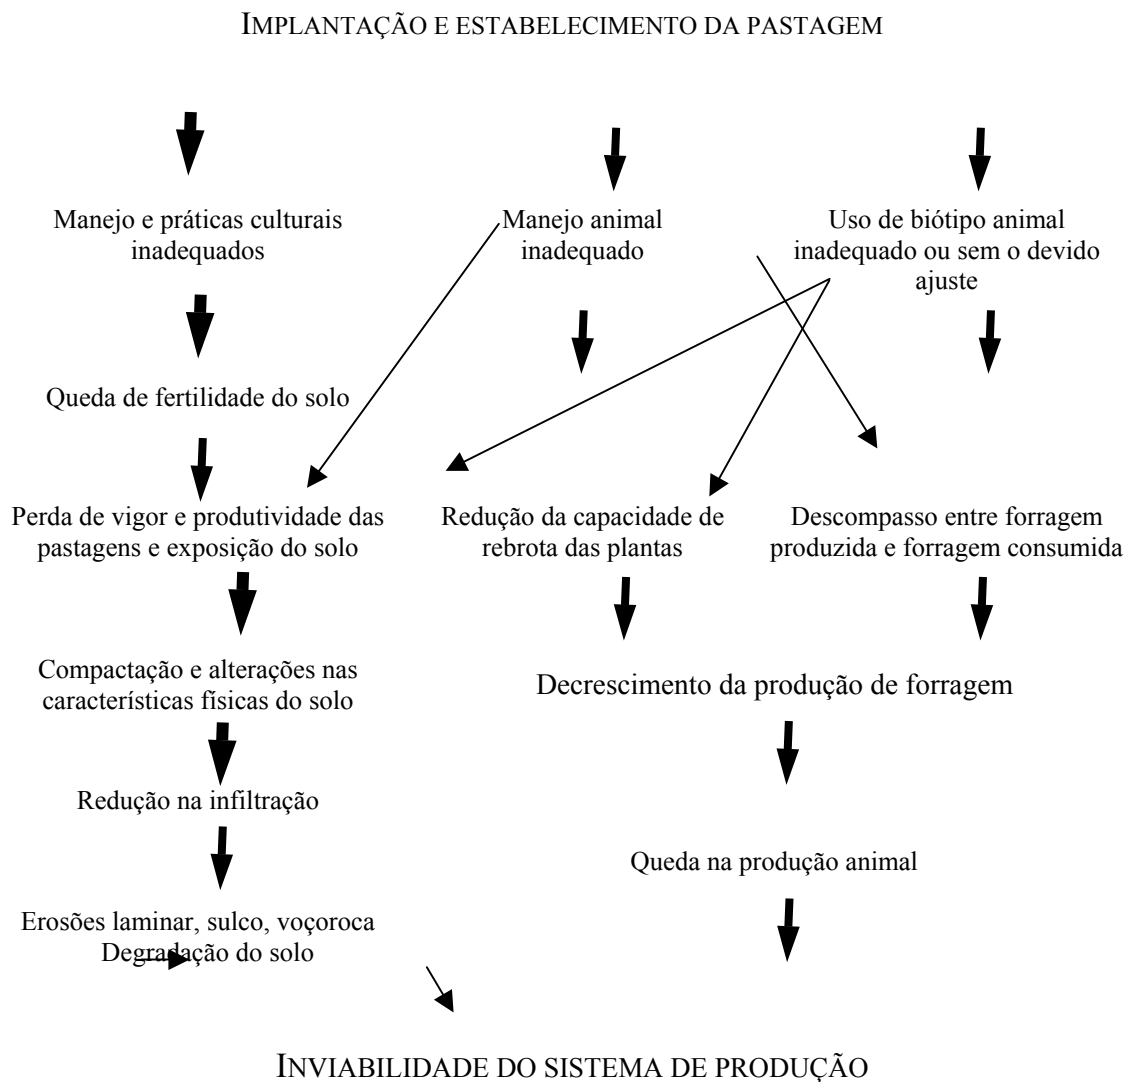 IMPLANTAÇÃO E ESTABELECIMENTO DA PASTAGEM
Manejo e práticas culturais
inadequados
Manejo animal
inadequado
Uso de biótipo animal
inadequado ou sem o devido
ajuste
Queda de fertilidade do solo
Perda de vigor e produtividade das
pastagens e exposição do solo
Redução da capacidade de
rebrota das plantas
Descompasso entre forragem
produzida e forragem consumida
Compactação e alterações nas
características físicas do solo
Decrescimento da produção de forragem
Redução na infiltração
Queda na produção animal
Erosões laminar, sulco, voçoroca
Degradação do solo
INVIABILIDADE DO SISTEMA DE PRODUÇÃO